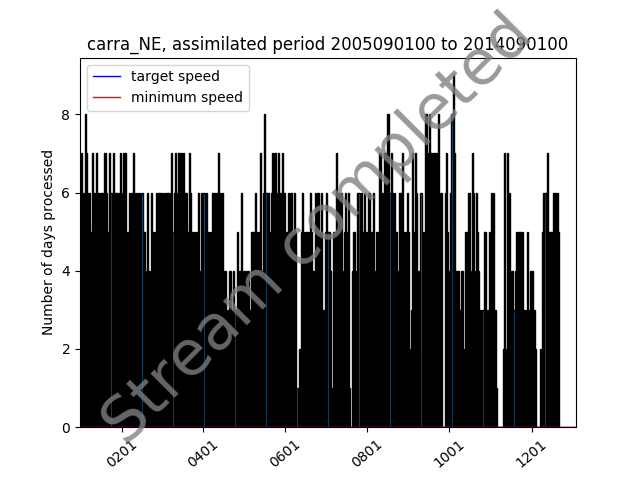 carra_NE, assimilated period 2005090100 to 2014090100
target speed
minimum speed
Number of days processed
8
6
4
2
0
0201
0401
0601
0801
1001
1201
Stream completed